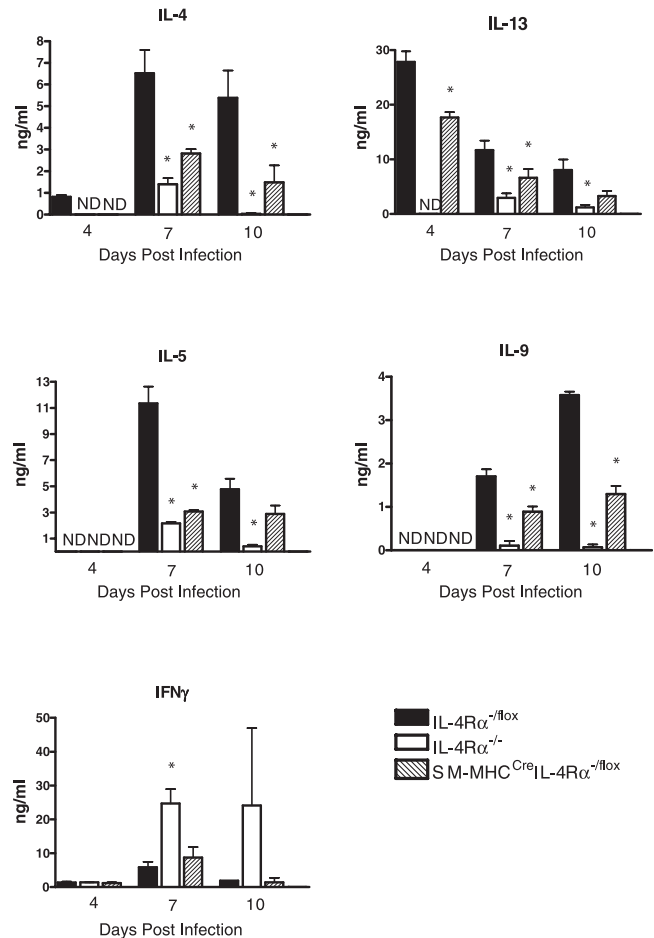 IL-4
ng/ml
8
7
6
5
4
3
2
1
0
ND ND
* *
* *
4 7 10
Days Post Infection
IL-13
ng/ml
30
20
10
0
ND
*
* *
*
4 7 10
Days Post Infection
IL-5
ng/ml
13
11
9
7
5
3
1
NDNDND
* *
*
4 7 10
Days Post Infection
IL-9
ng/ml
4
3
2
1
0
NDNDND
* *
* *
4 7 10
Days Post Infection
IFNγ
ng/ml
50
40
30
20
10
0
*
4 7 10
Days Post Infection
IL-4Rα-/flox
IL-4Rα-/-
SM-MHCCreIL-4Rα-/flox